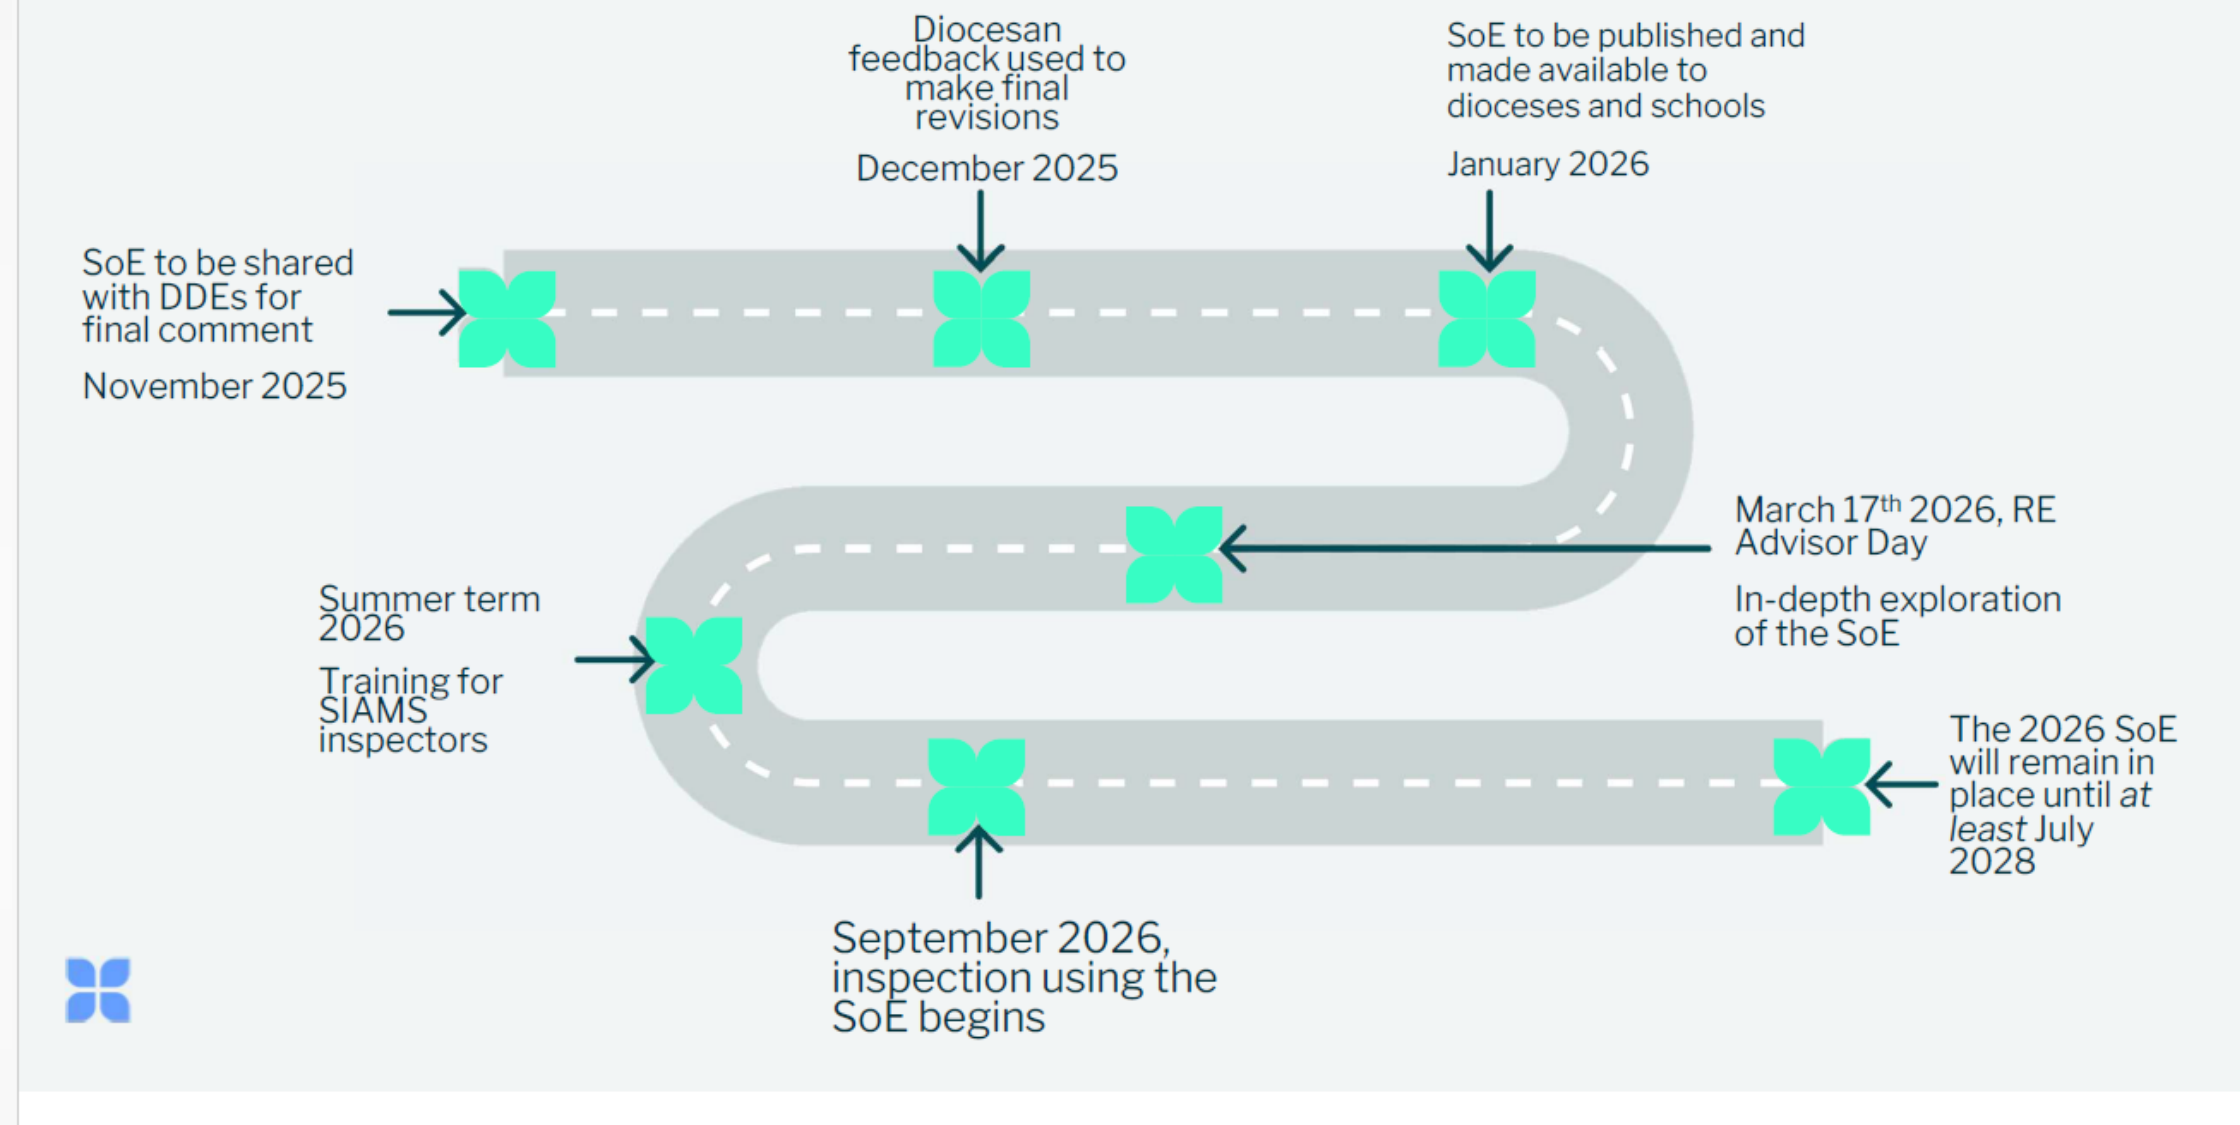 Diocesan
feedback used to
make final
revisions
December 2025
SoE to be published and
made available to
dioceses and schools
January 2026
SoE to be shared
with DDEs for
final comment
November 2025
March 17th 2026, RE
Advisor Day
In-depth exploration
of the SoE
Summer term
2026
Training for
SIAMS
inspectors
The 2026 SoE
will remain in
place until at
least July
2028
September 2026,
inspection using the
SoE begins